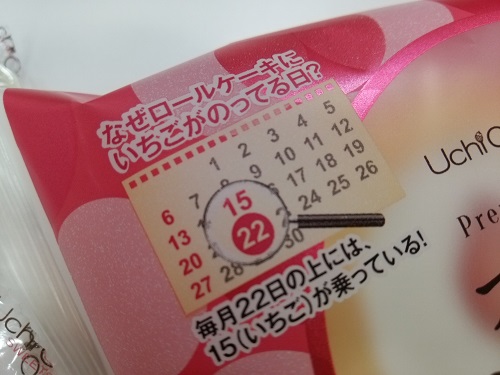 なぜロールケーキに
いちごがのってる日?
1 2 3 4 5
6 7 9 10 11 12
13 15 16 17 18 19
20 22 24 25 26
27 28 30
毎月22日の上には、
15(いちご)が乗っている!
Uchi
Pre
Uchi